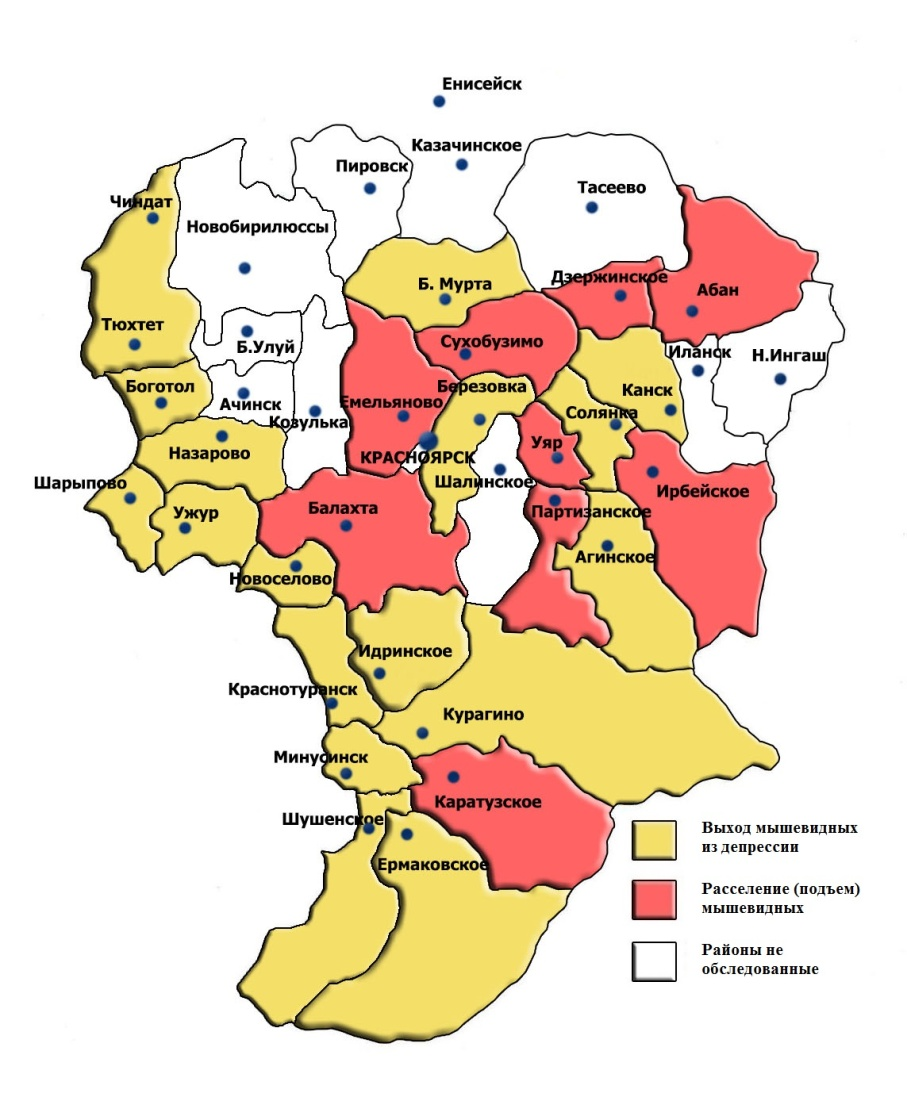 Енисейск
Казачинское
Пировск
Тасеево
Чиндат
Новобирилюссы
Дзержинское
Б. Мурта
Абан
Тюхтет
Сухобузимо
Б.Улуй
Иланск
Н.Ингаш
Боготол
Березовка
Канск
Ачинск
Емельяново
Солянка
Козулька
Уяр
Назарово
КРАСНОЯРСК
Шарыпово
Шалинское
Ирбейское
Ужур
Балахта
Партизанское
Агинское
Новоселово
Идринское
Краснотуранск
Курагино
Минусинск
Каратузское
Шушенское
Ермаковское
Выход мышевидных
из депрессии
Расселение (подъем)
мышевидных
Районы не
обследованные